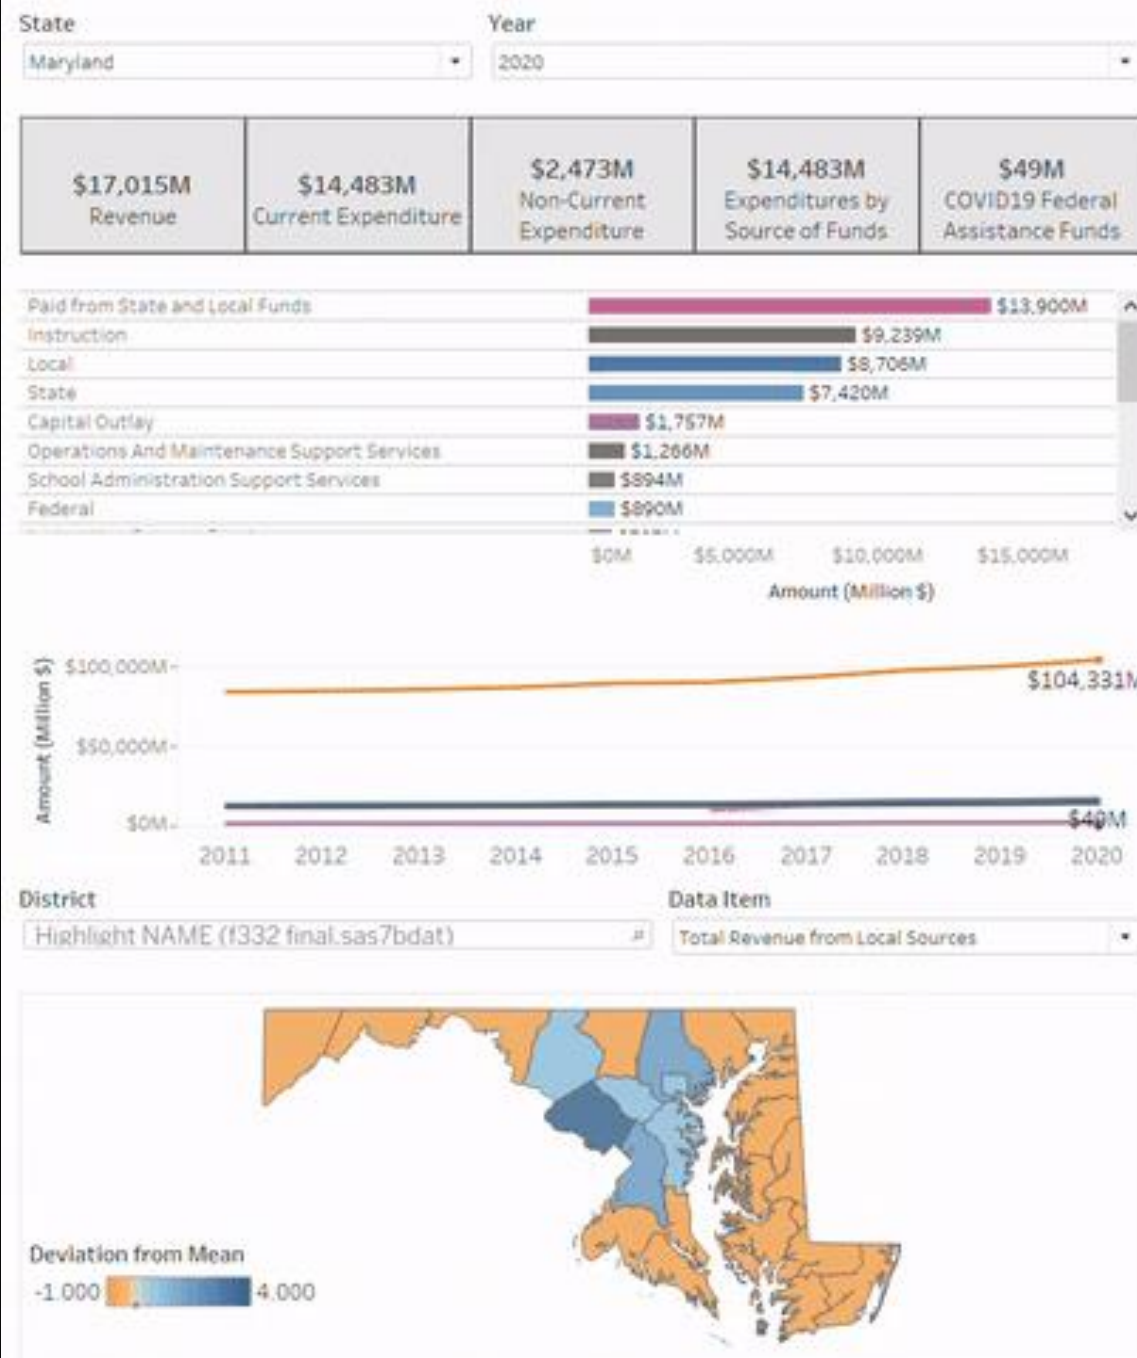 State
Year
Maryland
2020
$17,015M
Revenue
$14,483M
Current Expenditure
$2,473M
Non-Current
Expenditure
$14,483M
Expenditures by
Source of Funds
$49M
COVID19 Federal
Assistance Funds
Paid from State and Local Funds $13,900M
Instruction $9,239M
Local $8,706M
State $7,420M
Capital Outlay $1,757M
Operations And Maintenance Support Services $1,266M
School Administration Support Services $894M
Federal $890M
$0M $5,000M $10,000M $15,000M
Amount (Million $)
Amount (Million $)
$100,000M
$104,331M
$50,000M
$0M
$49M
2011 2012 2013 2014 2015 2016 2017 2018 2019 2020
District
Data Item
Highlight NAME (f332 final.sas7bdat)
Total Revenue from Local Sources
Deviation from Mean
-1.000 4.000